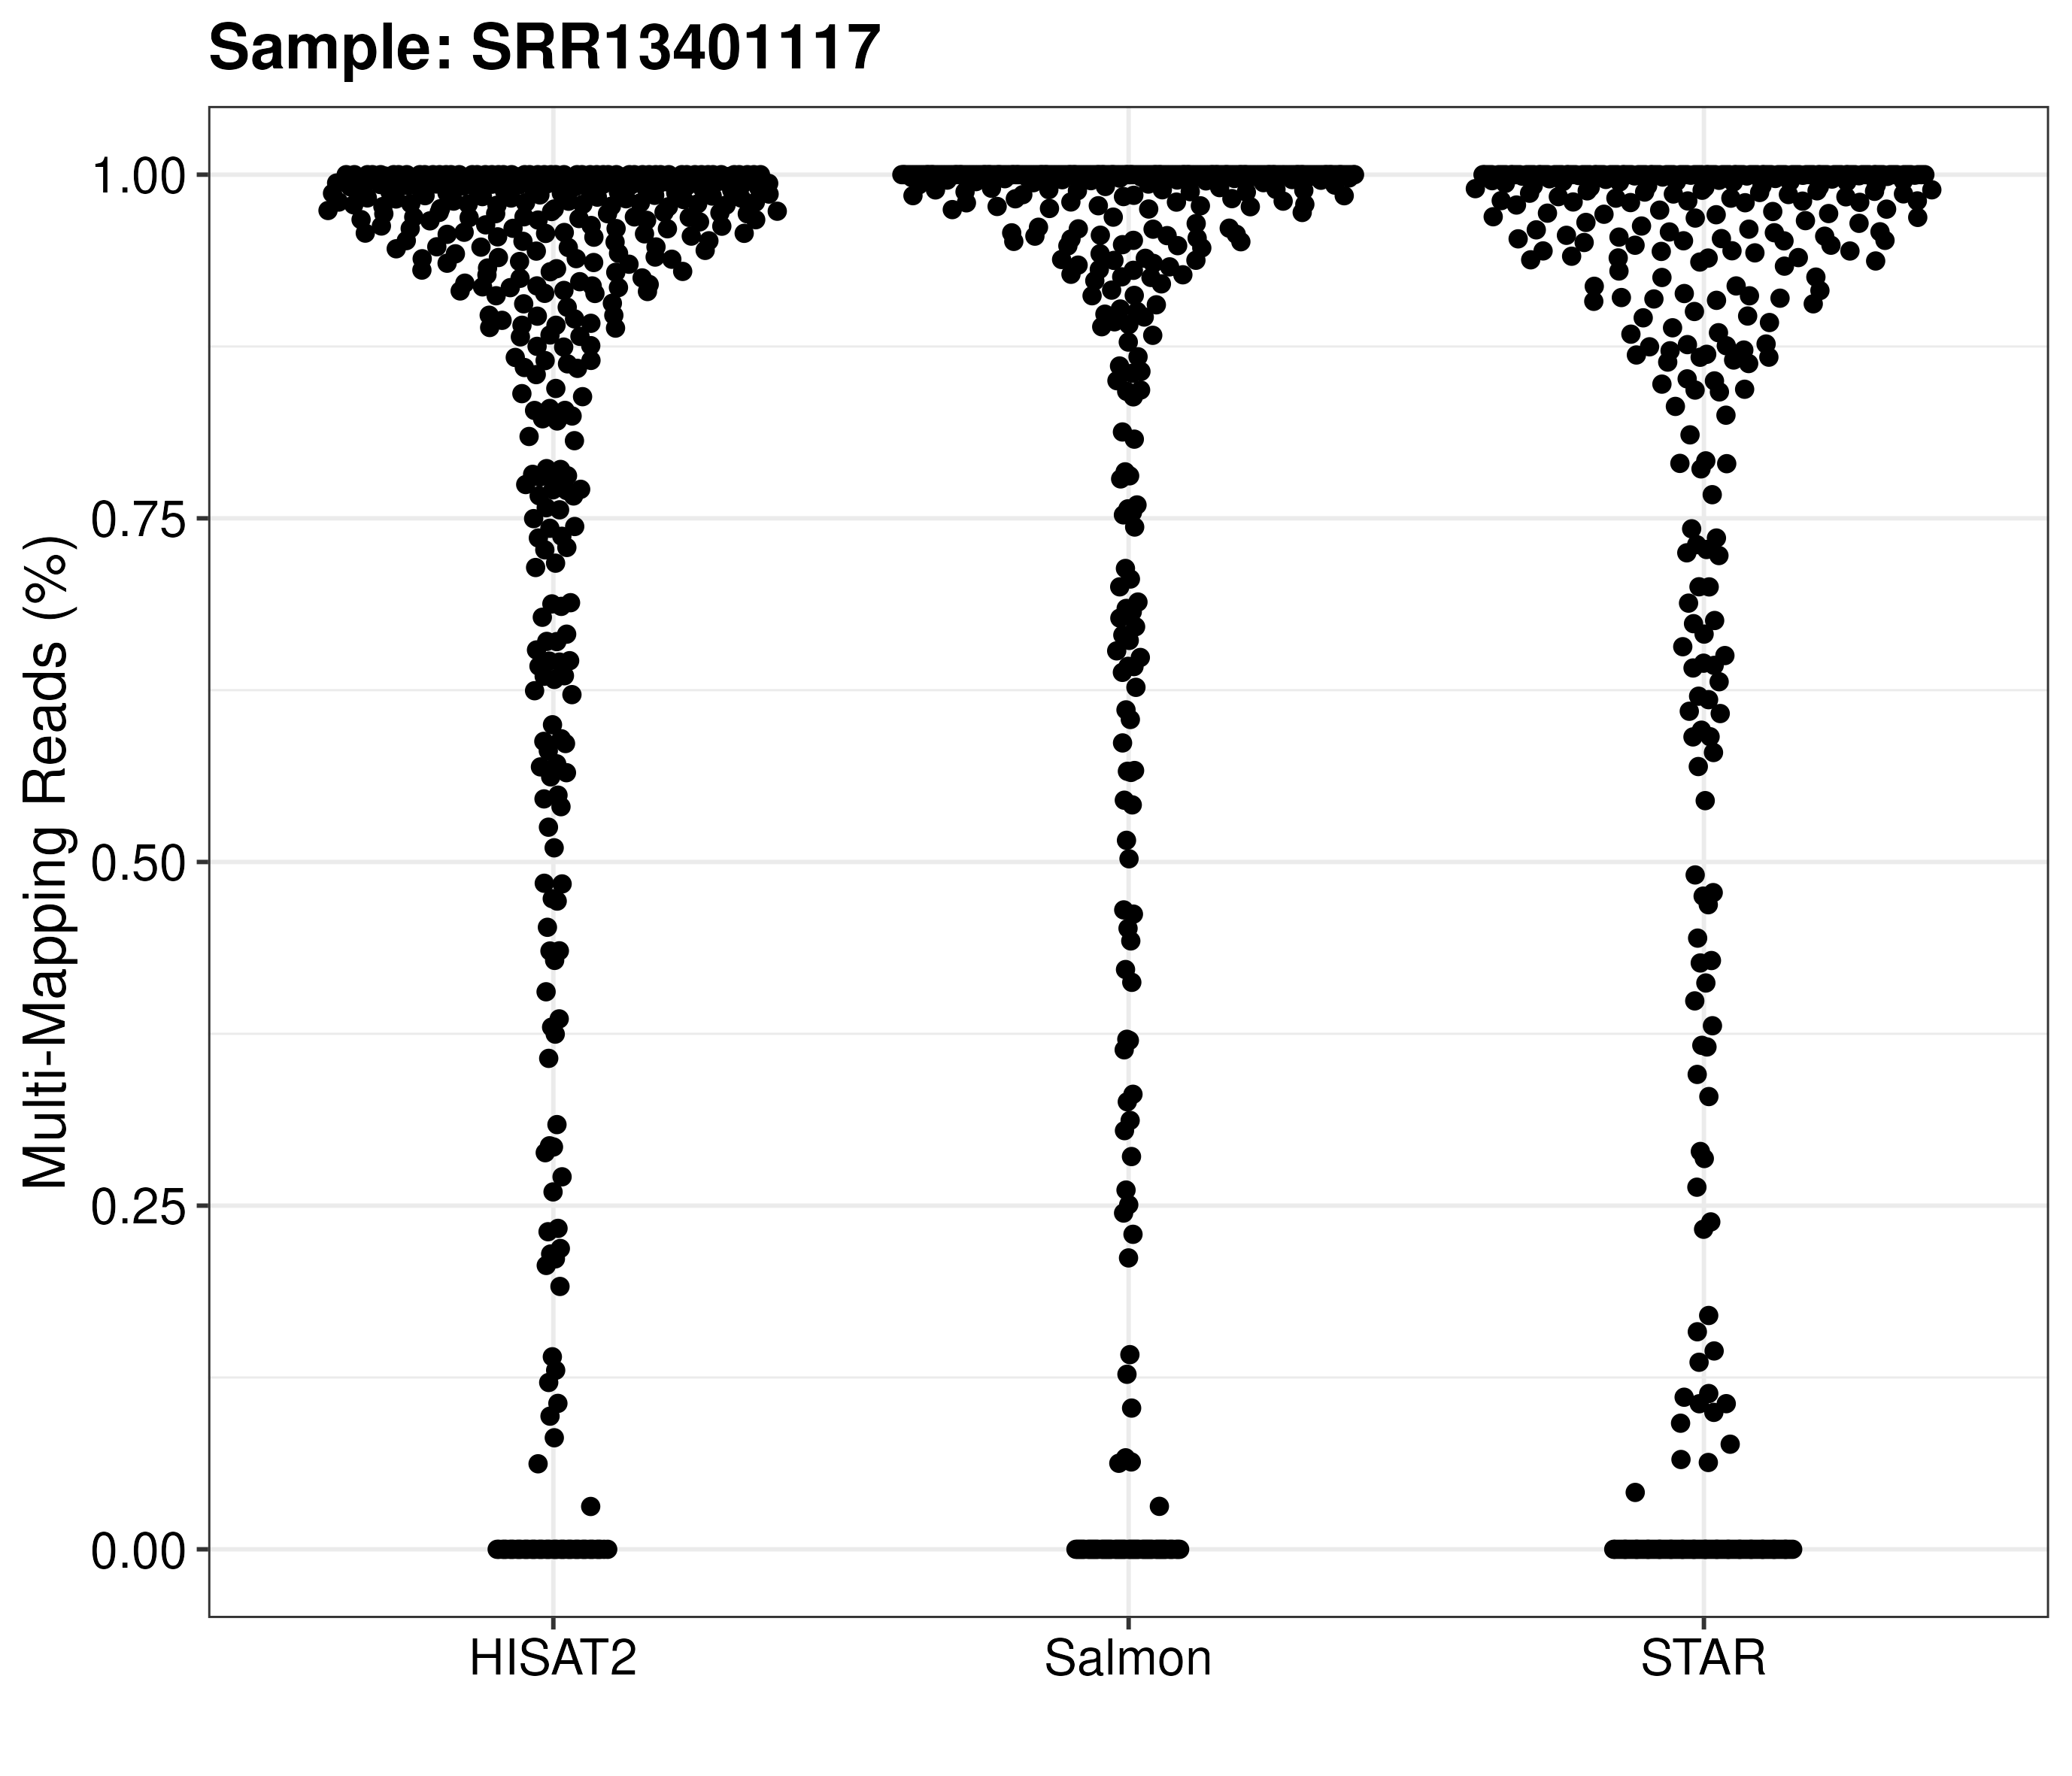 Sample: SRR13401117
Multi-Mapping Reads (%)
1.00
0.75
0.50
0.25
0.00
HISAT2 Salmon STAR